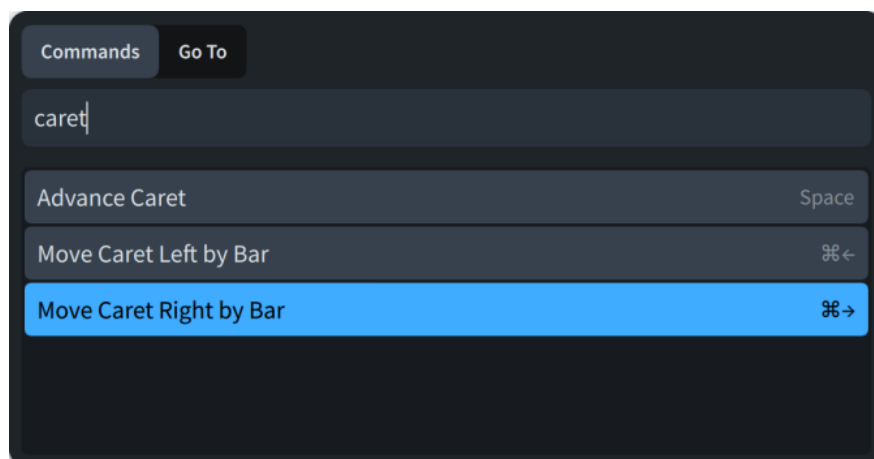 Commands Go To
caret
Advance Caret Space
Move Caret Left by Bar ⌘←
Move Caret Right by Bar ⌘→